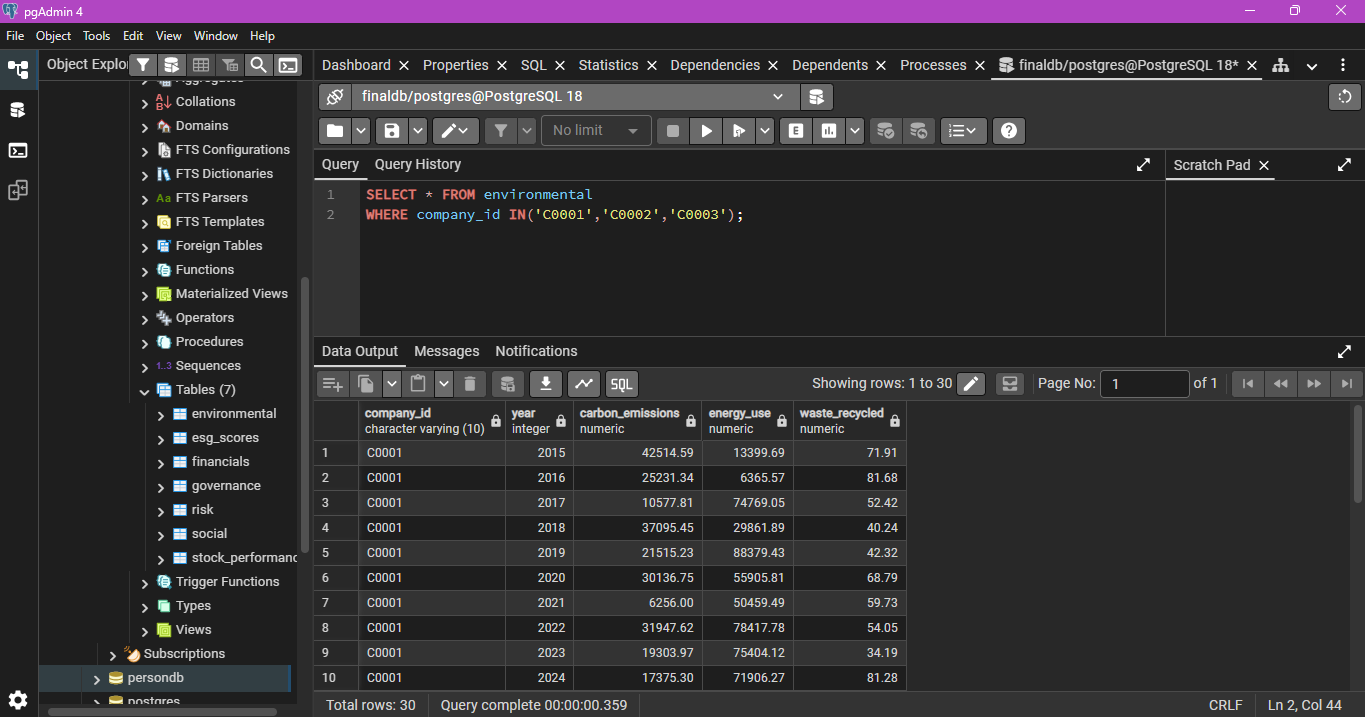 pgAdmin 4
File Object Tools Edit View Window Help
Object Explo
Dashboard Properties SQL Statistics Dependencies Dependents Processes finaldb/postgres@PostgreSQL 18*
finaldb/postgres@PostgreSQL 18
No limit
E
Query Query History
Scratch Pad
1 SELECT * FROM environmental
2 WHERE company_id IN('C0001','C0002','C0003');
Aggregates
Collations
Domains
FTS Configurations
FTS Dictionaries
Aa FTS Parsers
FTS Templates
Foreign Tables
Functions
Materialized Views
Operators
Procedures
1..3 Sequences
Tables (7)
environmental
esg_scores
financials
governance
risk
social
stock_performanc
Trigger Functions
Types
Views
Subscriptions
persondb
postgres
Data Output Messages Notifications
SQL
Showing rows: 1 to 30
Page No: 1 of 1
company_id character varying (10)
year integer
carbon_emissions numeric
energy_use numeric
waste_recycled numeric
1 C0001 2015 42514.59 13399.69 71.91
2 C0001 2016 25231.34 6365.57 81.68
3 C0001 2017 10577.81 74769.05 52.42
4 C0001 2018 37095.45 29861.89 40.24
5 C0001 2019 21515.23 88379.43 42.32
6 C0001 2020 30136.75 55905.81 68.79
7 C0001 2021 6256.00 50459.49 59.73
8 C0001 2022 31947.62 78417.78 54.05
9 C0001 2023 19303.97 75404.12 34.19
10 C0001 2024 17375.30 71906.27 81.28
Total rows: 30
Query complete 00:00:00.359
CRLF
Ln 2, Col 44